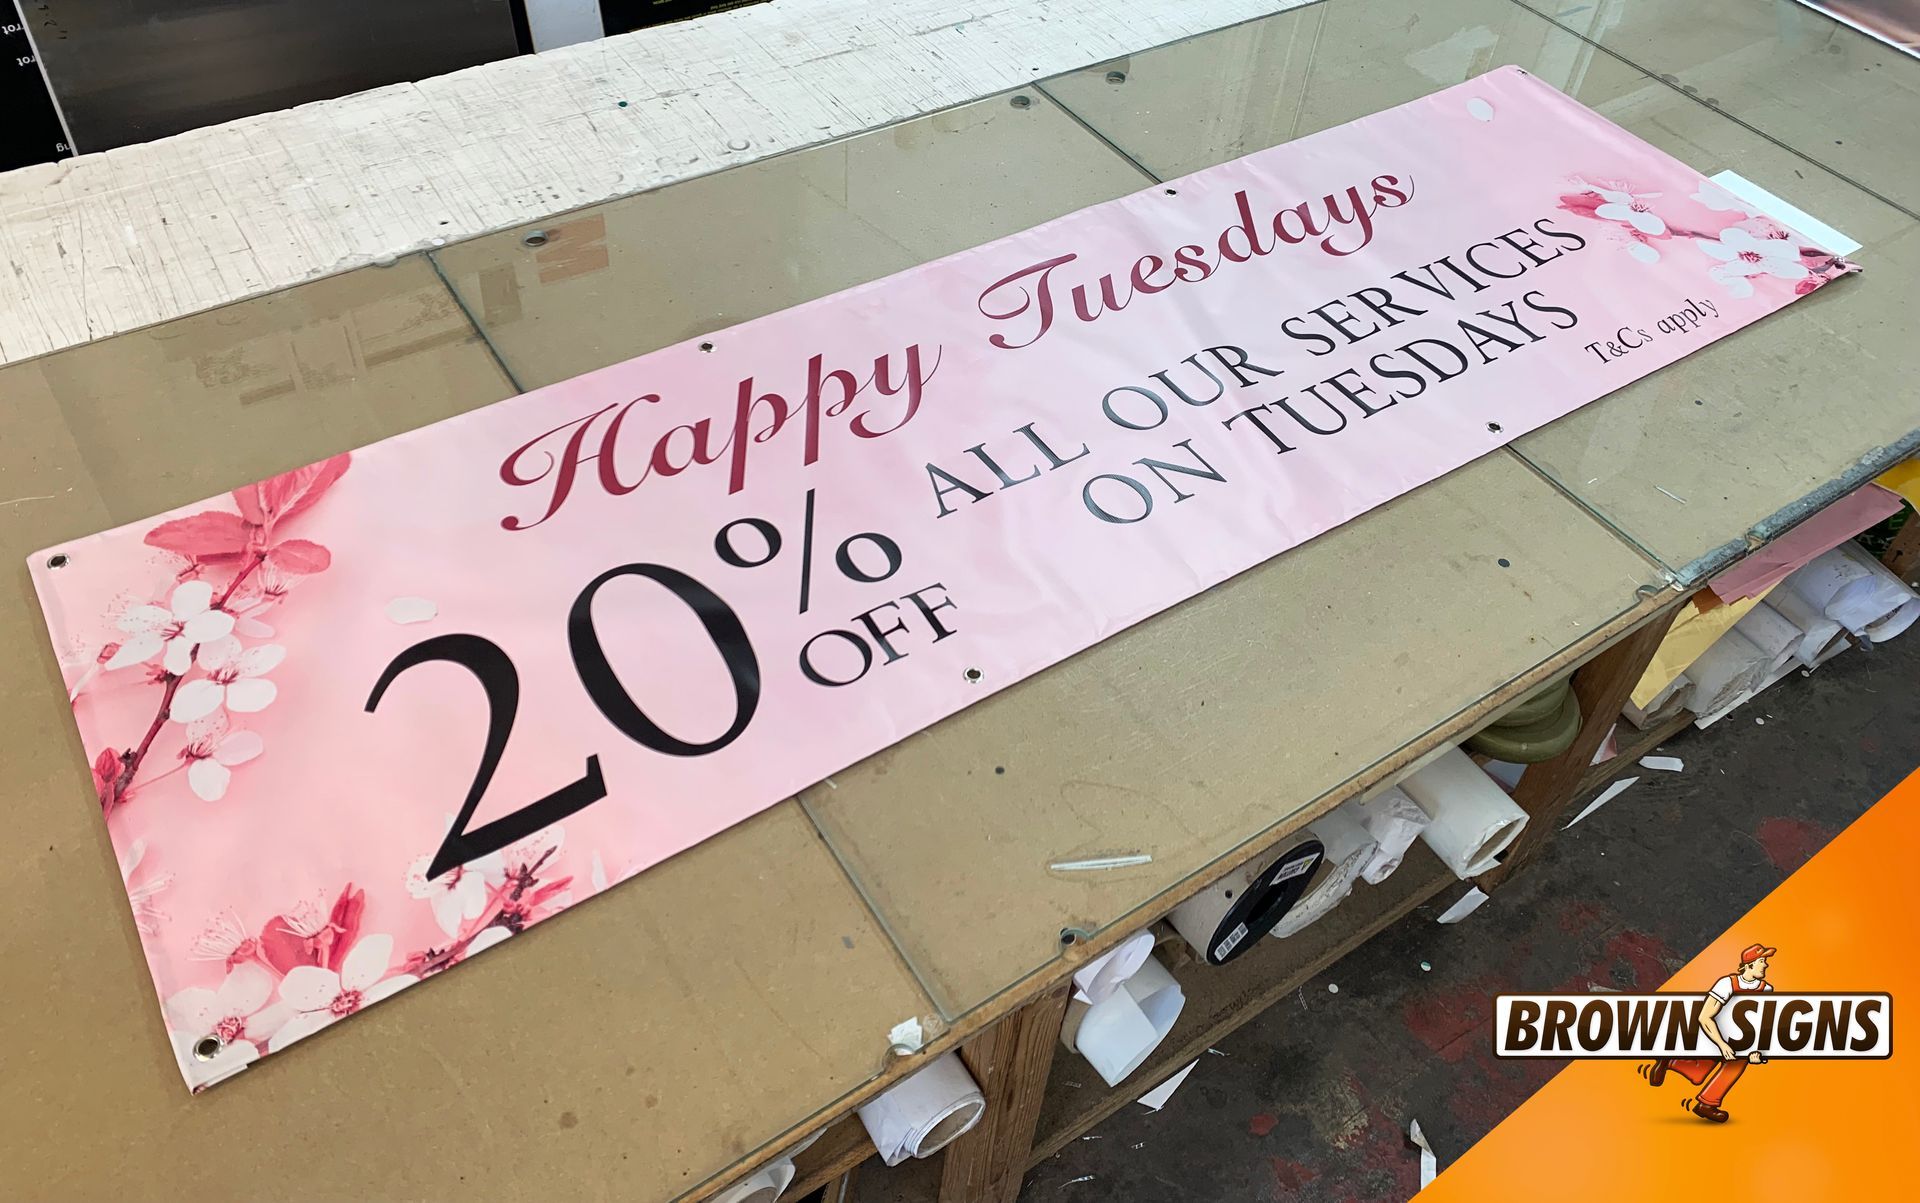 Happy Tuesdays
20% OFF
ALL OUR SERVICES
ON TUESDAYS
T&Cs apply
BROWN SIGNS